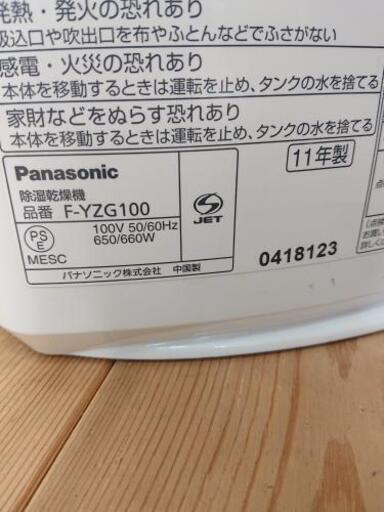 発熱・発火の恐れあり
吸込口や吹出口を布やふとんなどでふさがない
感電・火災の恐れあり
本体を移動するときは運転を止め、タンクの水を捨てる
家財などをぬらす恐れあり
本体を移動するときは運転を止め、タンクの水を捨てる
Panasonic
11年製
除湿乾燥機
品番 F-YZG100
100V 50/60Hz
650/660W
PS
E
MESC
S
JET
パナソニック株式会社 中国製
0418123